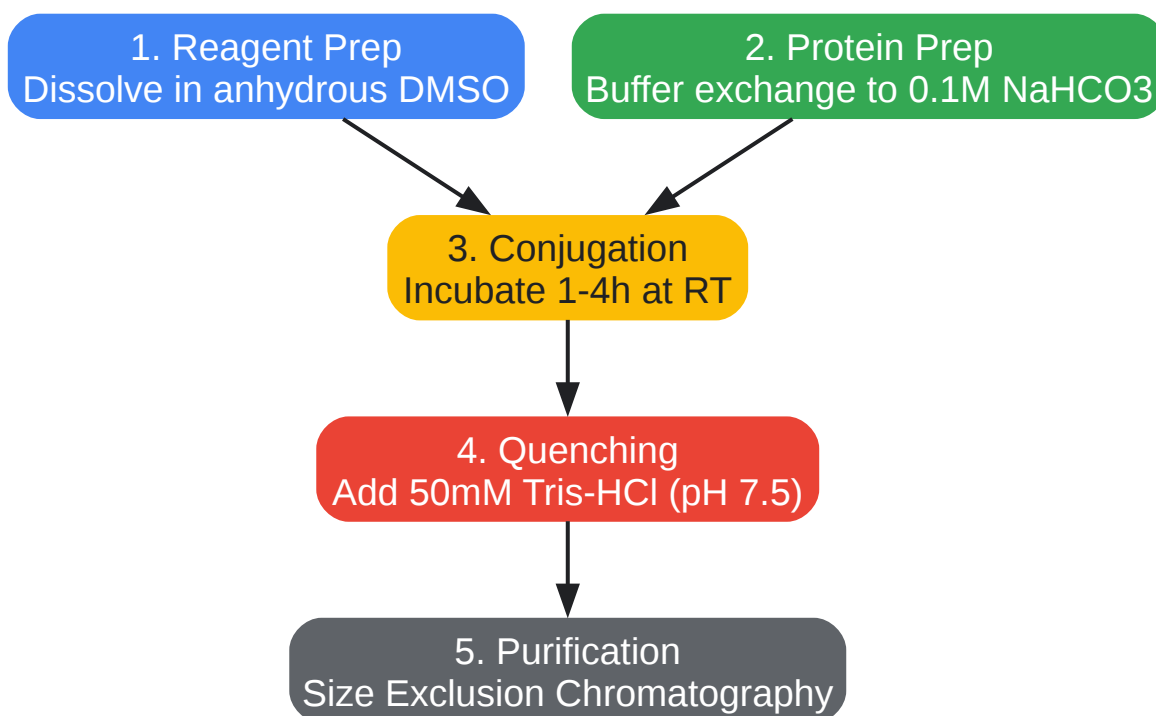 1. Reagent Prep
Dissolve in anhydrous DMSO
2. Protein Prep
Buffer exchange to 0.1M NaHCO3
3. Conjugation
Incubate 1-4h at RT
4. Quenching
Add 50mM Tris-HCl (pH 7.5)
5. Purification
Size Exclusion Chromatography